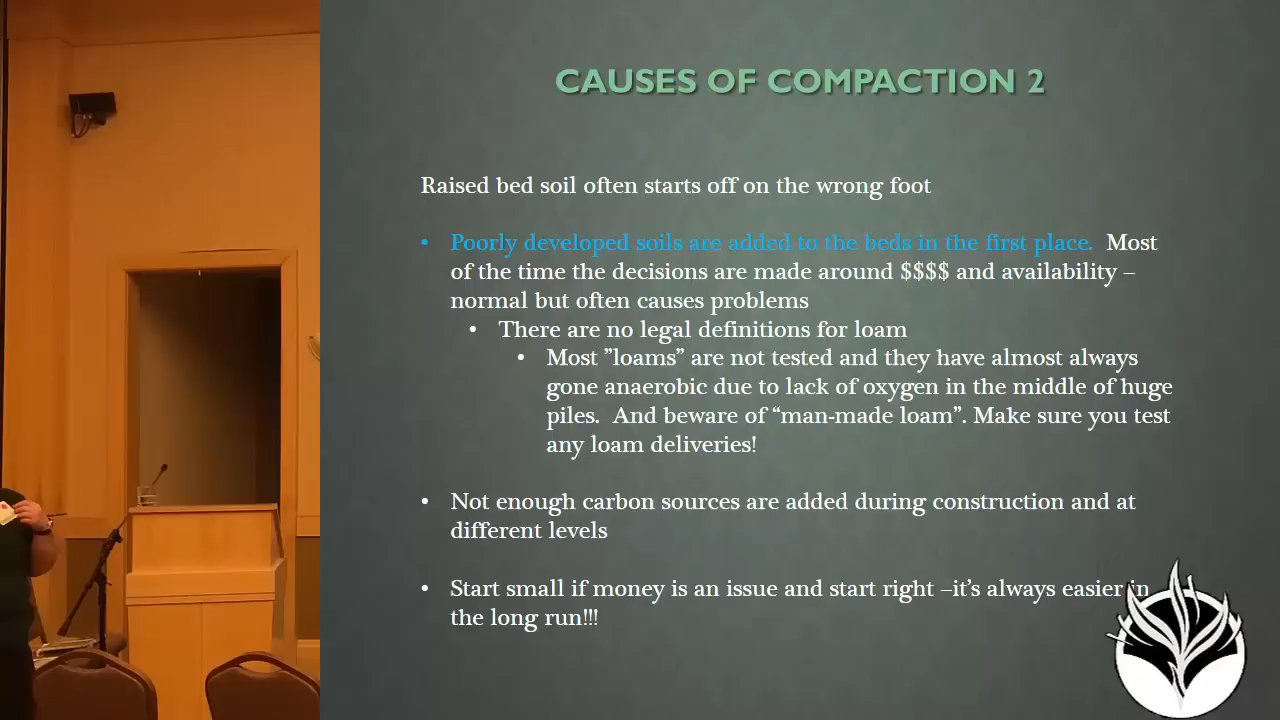 CAUSES OF COMPACTION 2
Raised bed soil often starts off on the wrong foot
• Poorly developed soils are added to the beds in the first place. Most
of the time the decisions are made around $$$$ and availability –
normal but often causes problems
• There are no legal definitions for loam
• Most ”loams” are not tested and they have almost always
gone anaerobic due to lack of oxygen in the middle of huge
piles. And beware of “man-made loam”. Make sure you test
any loam deliveries!
• Not enough carbon sources are added during construction and at
different levels
• Start small if money is an issue and start right –it’s always easier in
the long run!!!